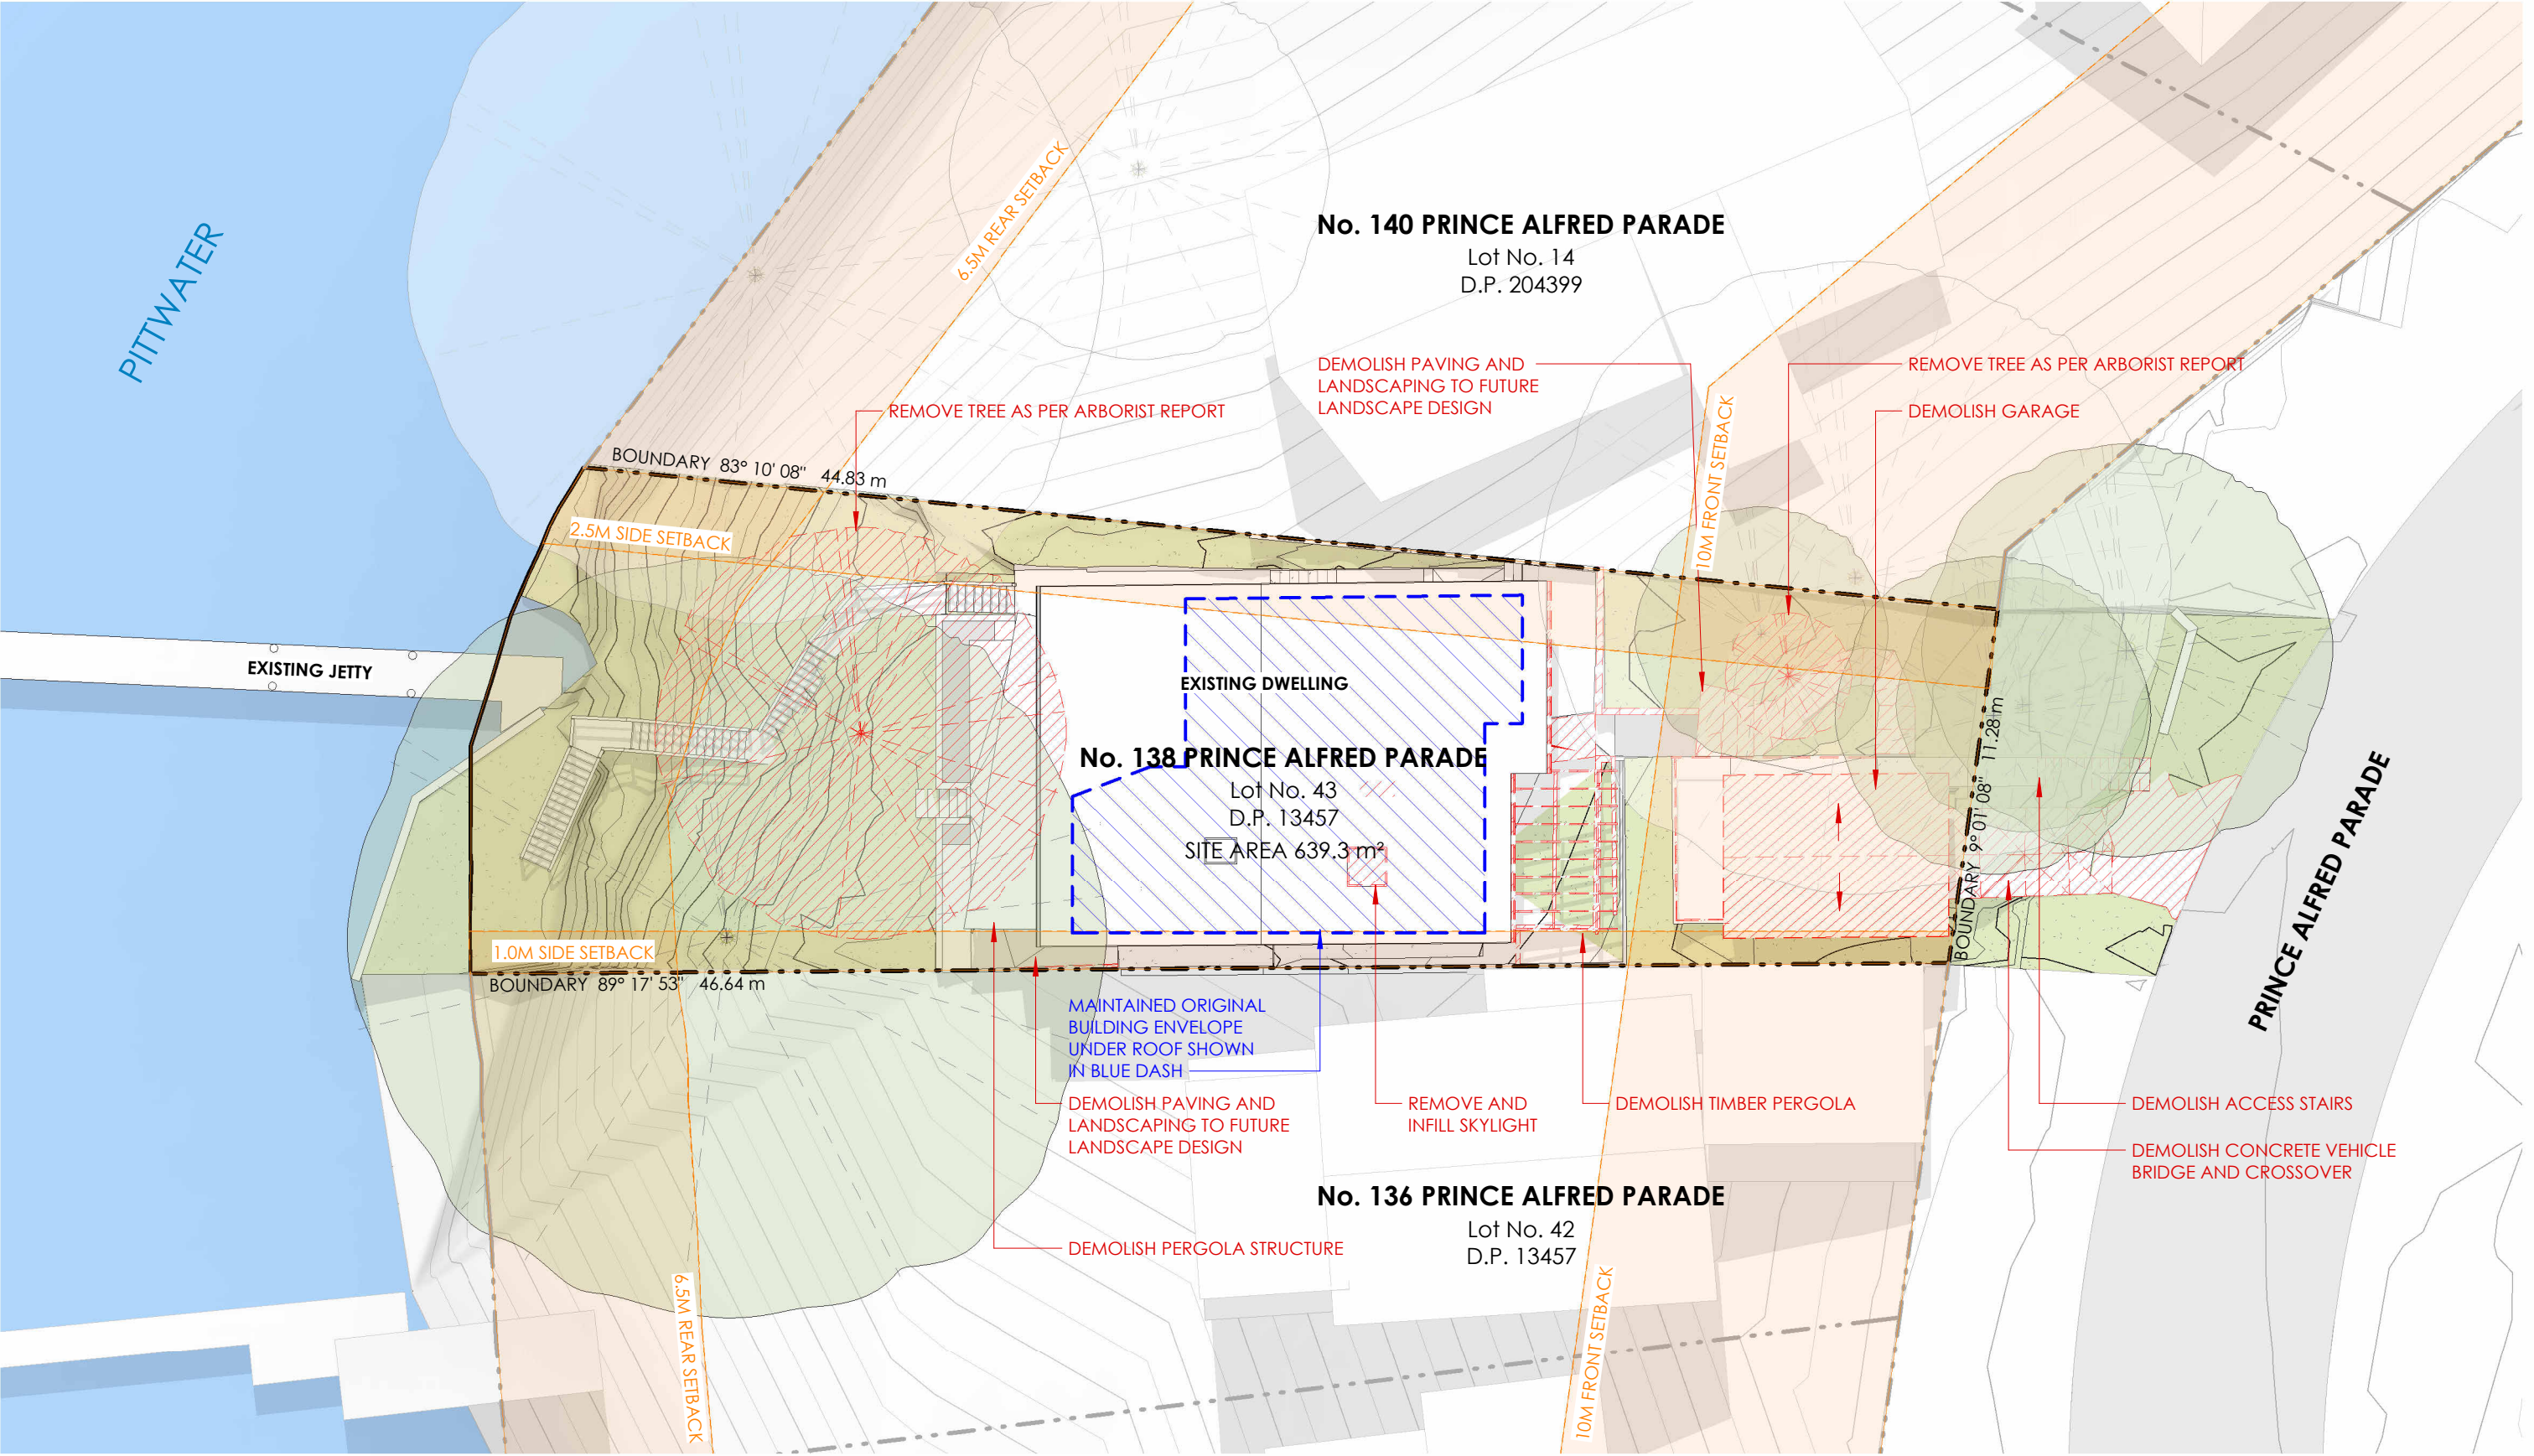 PITTWATER
6.5M REAR SETBACK
No. 140 PRINCE ALFRED PARADE
Lot No. 14
D.P. 204399
DEMOLISH PAVING AND
LANDSCAPING TO FUTURE
LANDSCAPE DESIGN
REMOVE TREE AS PER ARBORIST REPORT
DEMOLISH GARAGE
REMOVE TREE AS PER ARBORIST REPORT
10M FRONT SETBACK
BOUNDARY 83° 10' 08" 44.83 m
2.5M SIDE SETBACK
EXISTING JETTY
EXISTING DWELLING
No. 138 PRINCE ALFRED PARADE
Lot No. 43
D.P. 13457
SITE AREA 639.3 m²
BOUNDARY 9° 01' 08" 11.28 m
PRINCE ALFRED PARADE
1.0M SIDE SETBACK
BOUNDARY 89° 17' 53" 46.64 m
MAINTAINED ORIGINAL
BUILDING ENVELOPE
UNDER ROOF SHOWN
IN BLUE DASH
DEMOLISH PAVING AND
LANDSCAPING TO FUTURE
LANDSCAPE DESIGN
REMOVE AND
INFILL SKYLIGHT
DEMOLISH TIMBER PERGOLA
DEMOLISH ACCESS STAIRS
DEMOLISH CONCRETE VEHICLE
BRIDGE AND CROSSOVER
No. 136 PRINCE ALFRED PARADE
Lot No. 42
D.P. 13457
DEMOLISH PERGOLA STRUCTURE
6.5M REAR SETBACK
10M FRONT SETBACK